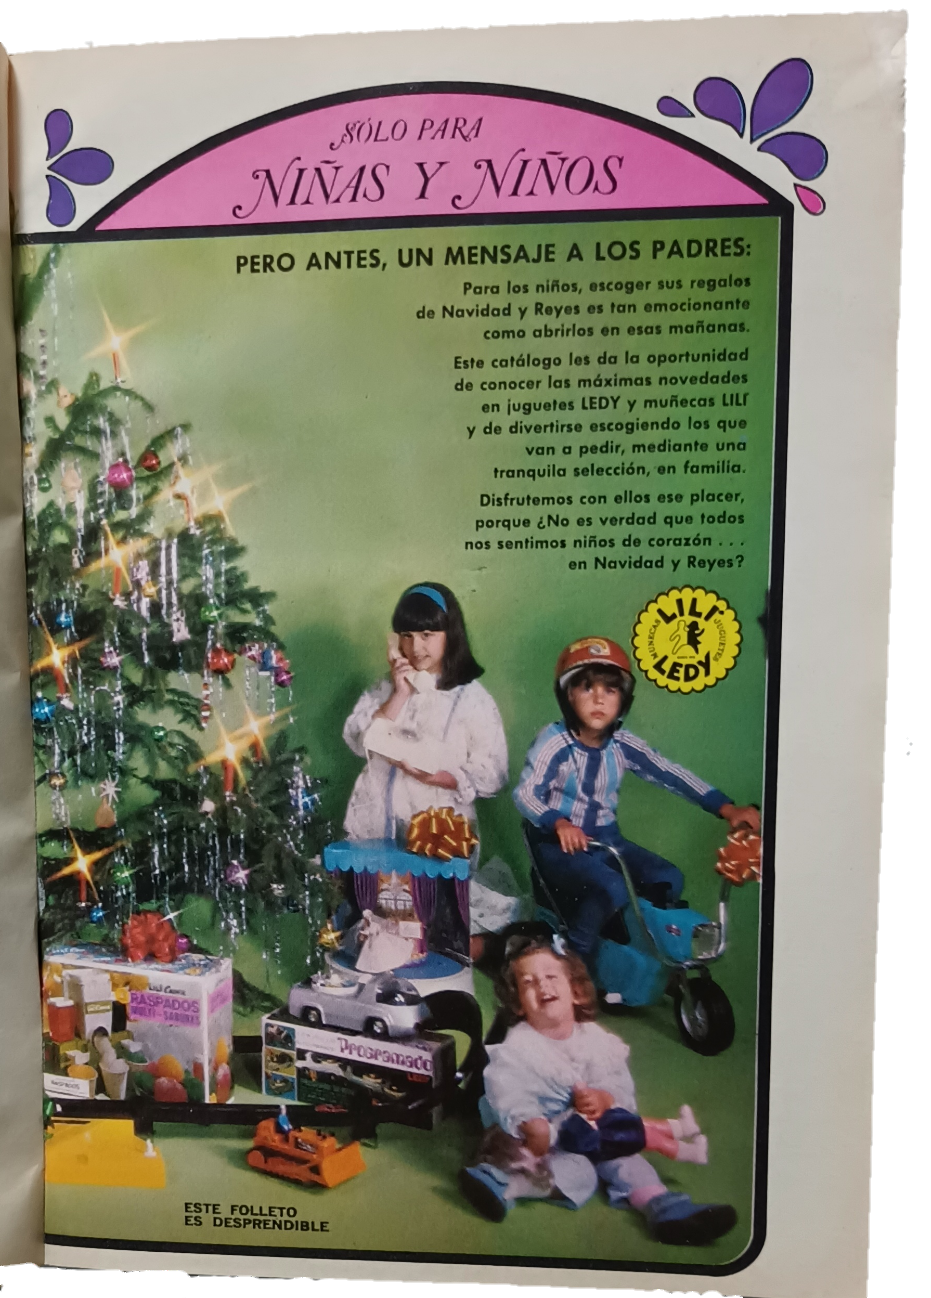 SÓLO PARA
NIÑAS Y NIÑOS
PERO ANTES, UN MENSAJE A LOS PADRES:
Para los niños, escoger sus regalos
de Navidad y Reyes es tan emocionante
como abrirlos en esas mañanas.
Este catálogo les da la oportunidad
de conocer las máximas novedades
en juguetes LEDY y muñecas LILÍ
y de divertirse escogiendo los que
van a pedir, mediante una
tranquila selección, en familia.
Disfrutemos con ellos ese placer,
porque ¿No es verdad que todos
nos sentimos niños de corazón . . .
en Navidad y Reyes?
LILÍ
MUÑECAS
JUGUETES
LEDY
RASPADOS
MULTI-SABORES
Programado
LEDY
ESTE FOLLETO
ES DESPRENDIBLE